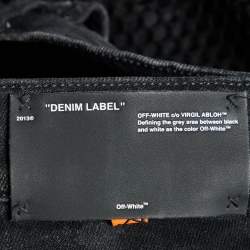 "DENIM LABEL"
2013©
OFF-WHITE c/o VIRGIL ABLOH™
Defining the grey area between black
and white as the color Off-White™
Off-White™